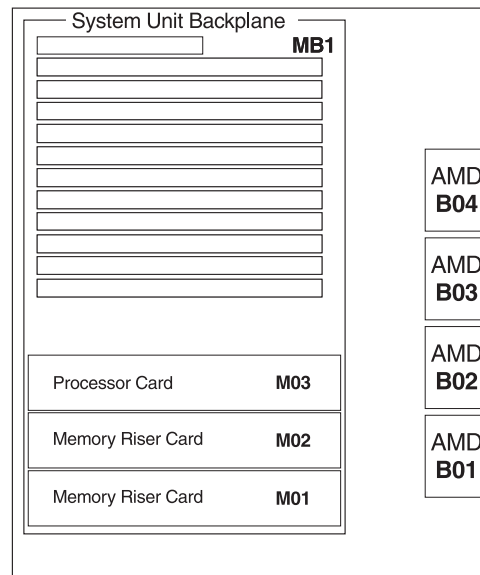 System Unit Backplane
MB1
AMD
B04
AMD
B03
AMD
B02
AMD
B01
Processor Card M03
Memory Riser Card M02
Memory Riser Card M01